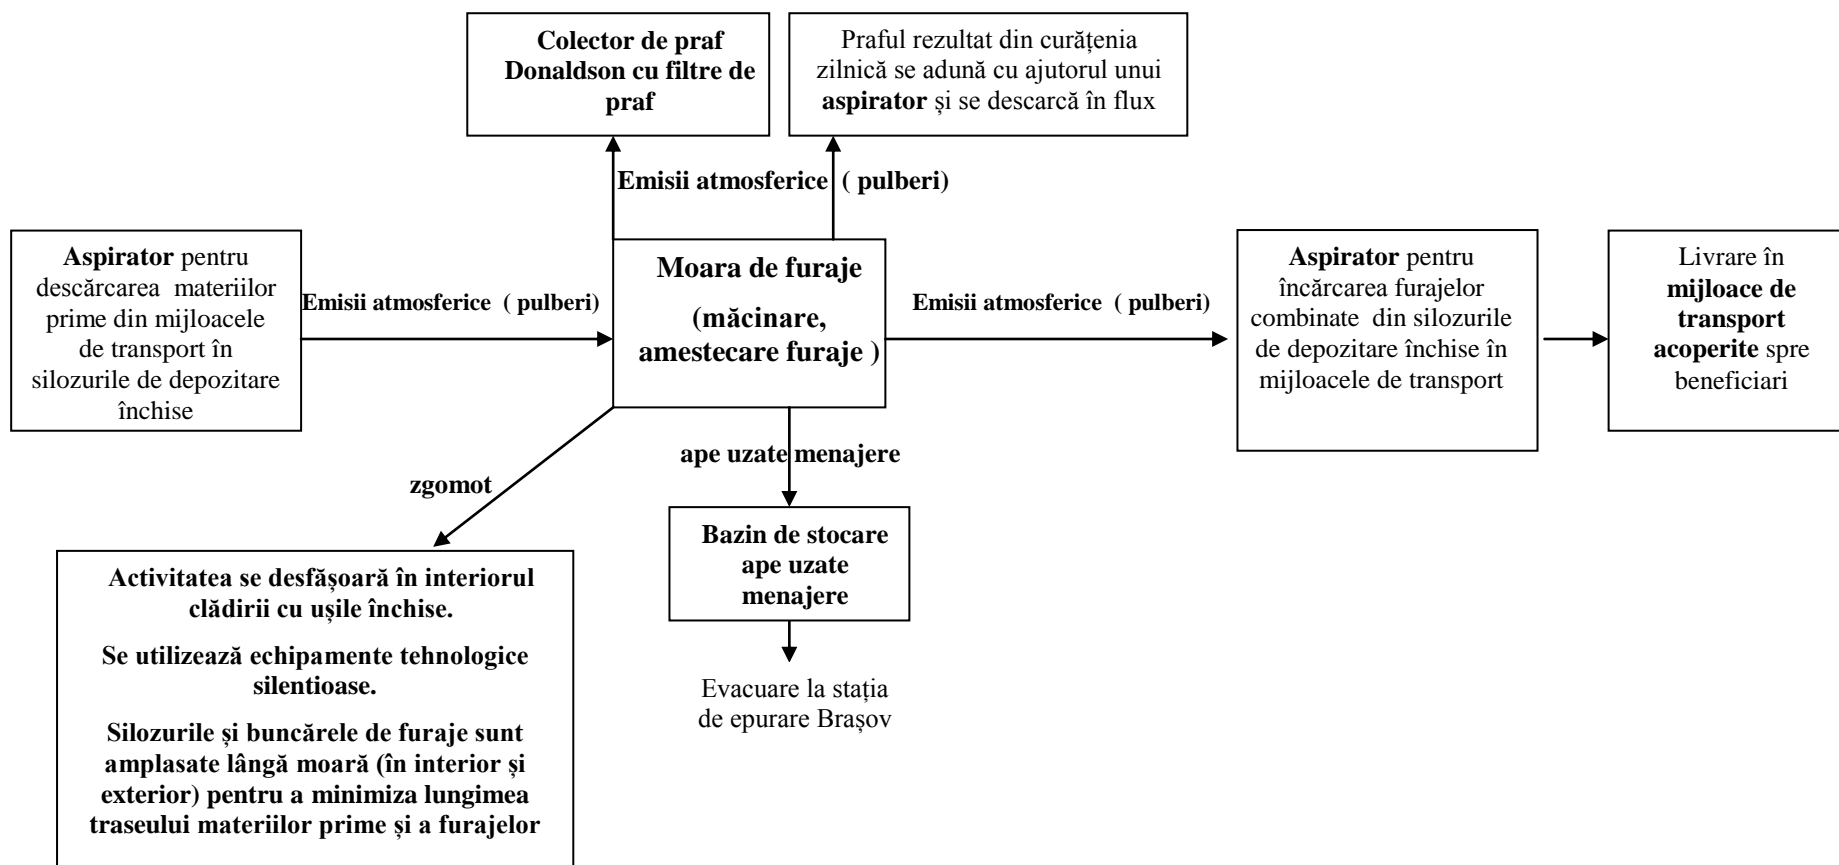 Colector de praf
Donaldson cu filtre de
praf
Praful rezultat din curățenia
zilnică se adună cu ajutorul unui
aspirator și se descarcă în flux
Emisii atmosferice ( pulberi)
Aspirator pentru
descărcarea materiilor
prime din mijloacele
de transport în
silozurile de depozitare
închise
Emisii atmosferice ( pulberi)
Moara de furaje
(măcinare,
amestecare furaje )
Emisii atmosferice ( pulberi)
Aspirator pentru
încărcarea furajelor
combinate din silozurile
de depozitare închise în
mijloacele de transport
Livrare în
mijloace de
transport
acoperite spre
beneficiari
zgomot
ape uzate menajere
Bazin de stocare
ape uzate
menajere
Evacuare la stația
de epurare Brașov
Activitatea se desfășoară în interiorul
clădirii cu ușile închise.
Se utilizează echipamente tehnologice
silentioase.
Silozurile și buncărele de furaje sunt
amplasate lângă moară (în interior și
exterior) pentru a minimiza lungimea
traseului materiilor prime și a furajelor